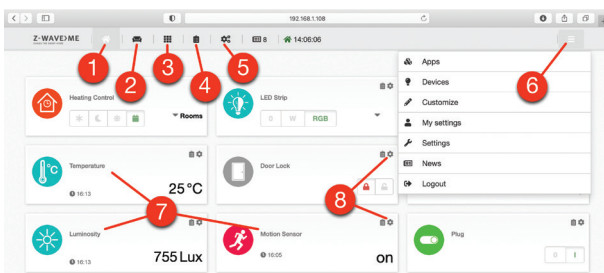 192.168.1.108
Z-WAVE>ME
8 14:06:06
1 2 3 4 5 6
Apps
Devices
Customize
My settings
Settings
News
Logout
Heating Control
Rooms
LED Strip
0 W RGB
Temperature
16:13
25 °C
Door Lock
7
8
Luminosity
16:13
755 Lux
Motion Sensor
16:05
on
Plug
0 I